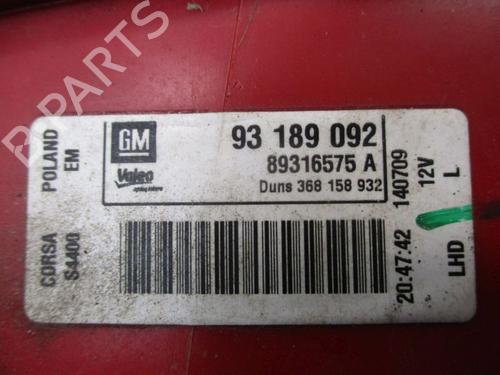 GM
93 189 092
Valeo
89316575 A
Duns 368 158 932
CORSA POLAND
S4400 EM
20:47:42 140709
12V
LHD L
B PARTS